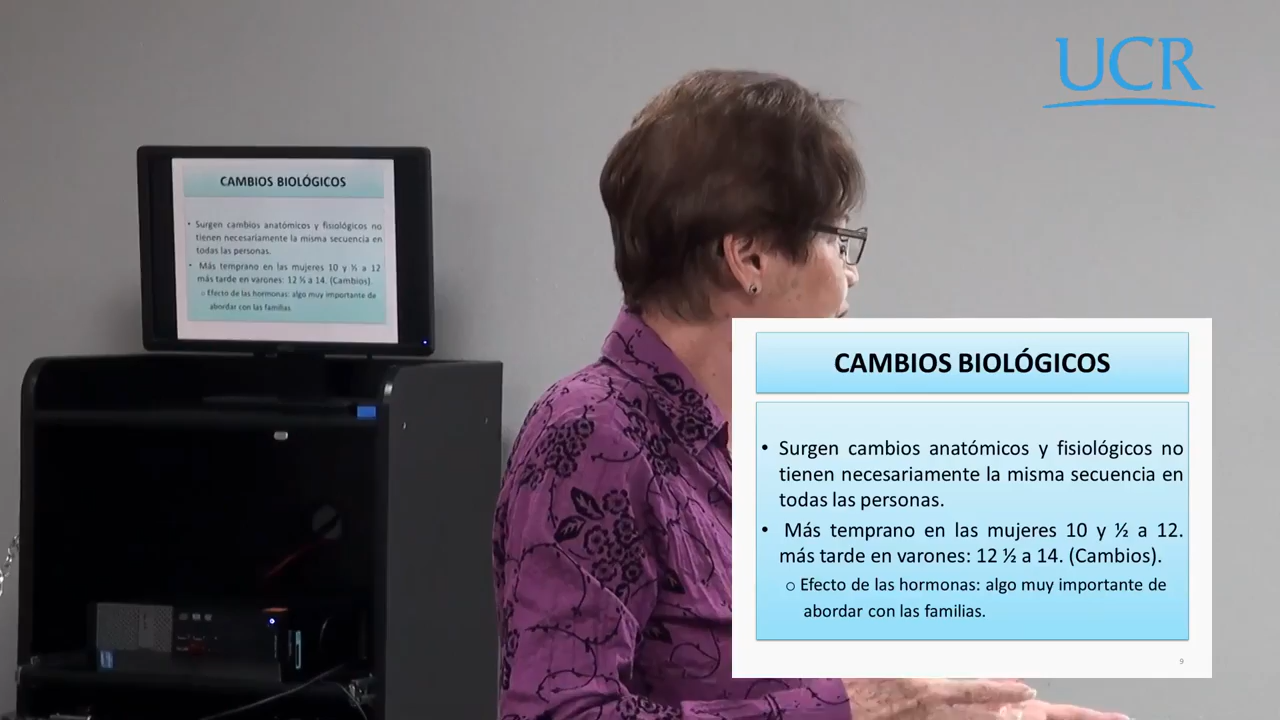 UCR
CAMBIOS BIOLÓGICOS
• Surgen cambios anatómicos y fisiológicos no
tienen necesariamente la misma secuencia en
todas las personas.
• Más temprano en las mujeres 10 y ½ a 12
más tarde en varones: 12 ½ a 14. (Cambios).
o Efecto de las hormonas: algo muy importante de
abordar con las familias
CAMBIOS BIOLÓGICOS
• Surgen cambios anatómicos y fisiológicos no
tienen necesariamente la misma secuencia en
todas las personas.
• Más temprano en las mujeres 10 y ½ a 12.
más tarde en varones: 12 ½ a 14. (Cambios).
o Efecto de las hormonas: algo muy importante de
abordar con las familias.
9